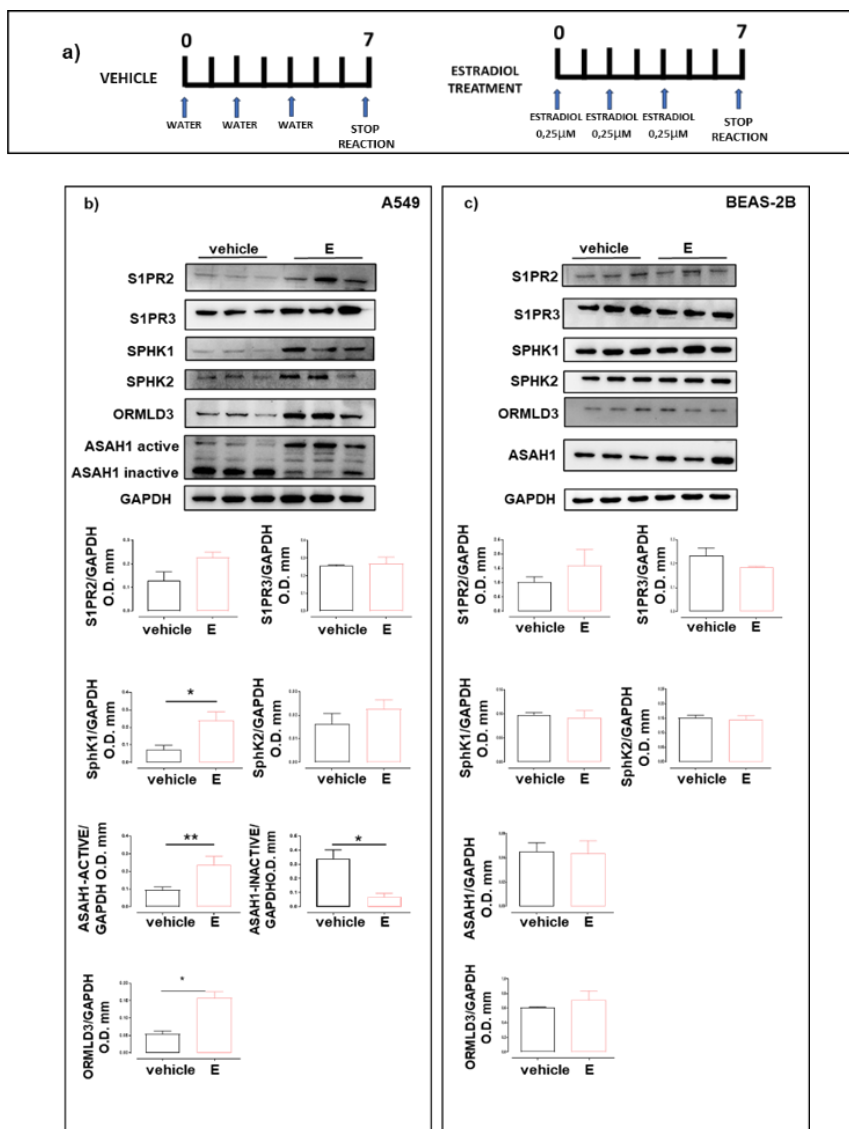 a)
VEHICLE
0
7
WATER
WATER
WATER
STOP
REACTION
ESTRADIOL
TREATMENT
0
7
ESTRADIOL
0,25µM
ESTRADIOL
0,25µM
ESTRADIOL
0,25µM
STOP
REACTION
b)
A549
vehicle
E
S1PR2
S1PR3
SPHK1
SPHK2
ORMLD3
ASAH1 active
ASAH1 inactive
GAPDH
S1PR2/GAPDH
O.D. mm
vehicle
E
S1PR3/GAPDH
O.D. mm
vehicle
E
SphK1/GAPDH
O.D. mm
*
vehicle
E
SphK2/GAPDH
O.D. mm
vehicle
E
ASAH1-ACTIVE/
GAPDH O.D. mm
**
vehicle
E
ASAH1-INACTIVE/
GAPDHO.D. mm
*
vehicle
E
ORMLD3/GAPDH
O.D. mm
*
vehicle
E
c)
BEAS-2B
vehicle
E
S1PR2
S1PR3
SPHK1
SPHK2
ORMLD3
ASAH1
GAPDH
S1PR2/GAPDH
O.D. mm
vehicle
E
S1PR3/GAPDH
O.D. mm
vehicle
E
SphK1/GAPDH
O.D. mm
vehicle
E
SphK2/GAPDH
O.D. mm
vehicle
E
ASAH1/GAPDH
O.D. mm
vehicle
E
ORMLD3/GAPDH
O.D. mm
vehicle
E